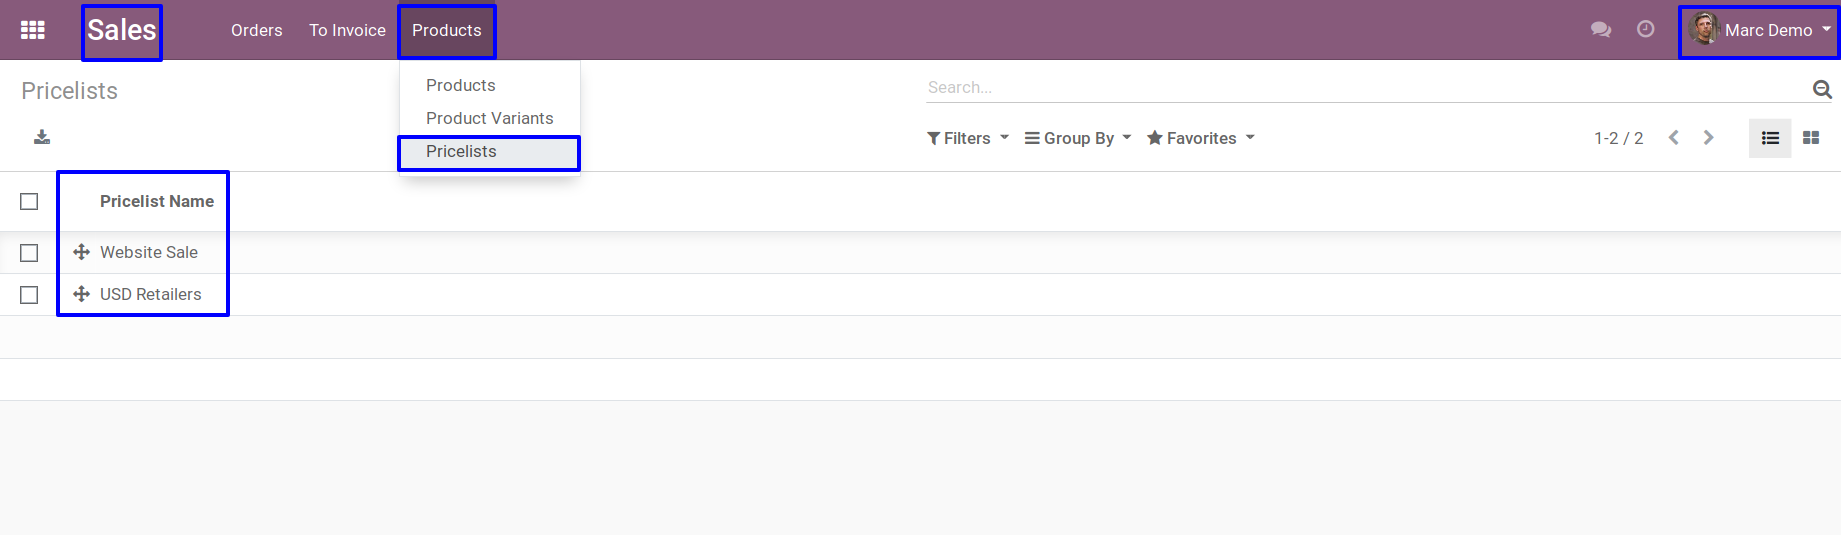 Sales Orders To Invoice Products Marc Demo
Pricelists
Search...
Products
Product Variants
Pricelists
Filters Group By Favorites 1-2 / 2
Pricelist Name
Website Sale
USD Retailers